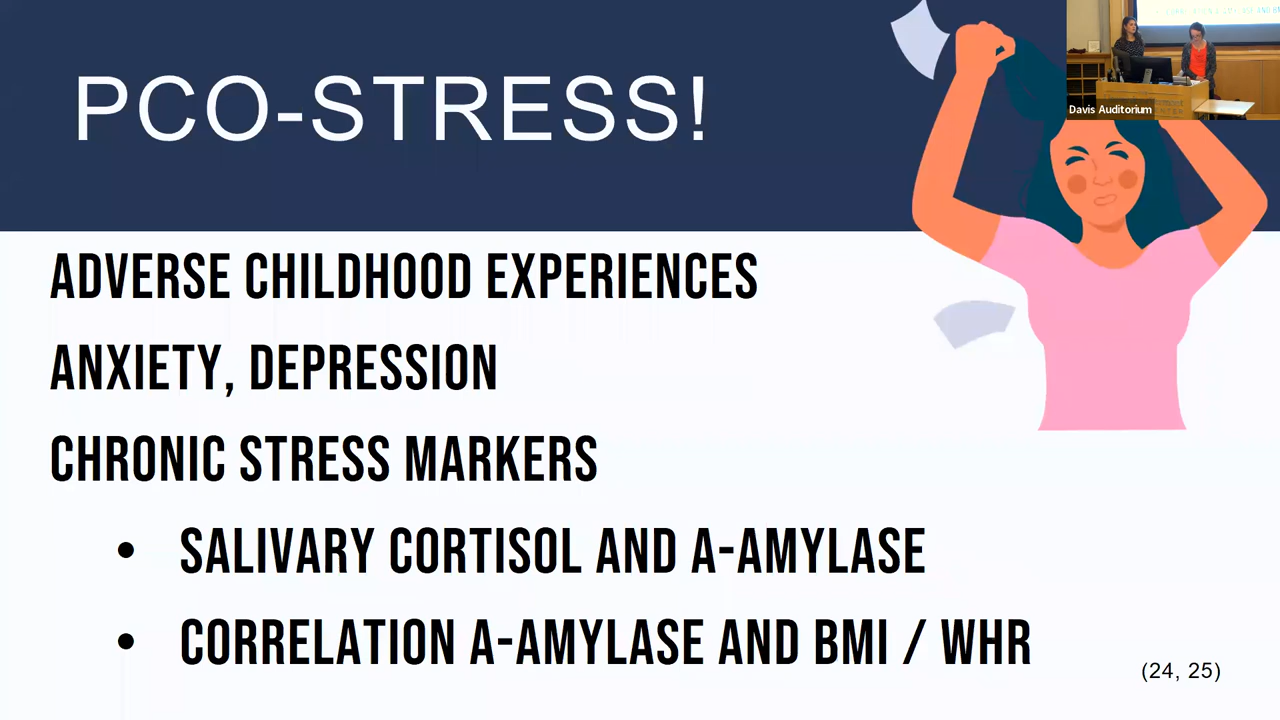 PCO-STRESS!
Davis Auditorium
ADVERSE CHILDHOOD EXPERIENCES
ANXIETY, DEPRESSION
CHRONIC STRESS MARKERS
• SALIVARY CORTISOL AND A-AMYLASE
• CORRELATION A-AMYLASE AND BMI / WHR
(24, 25)